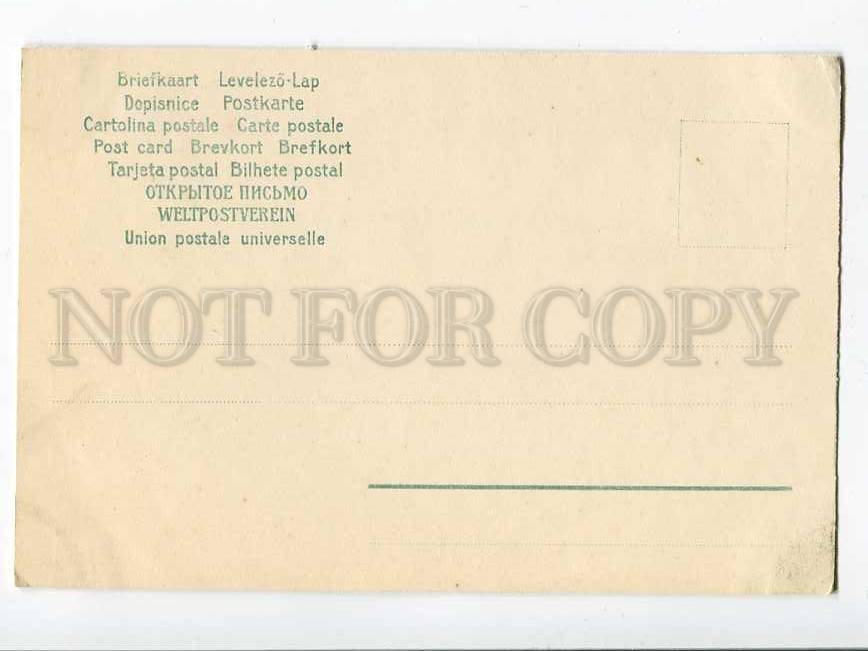 Briefkaart Levelező-Lap
Dopisnice Postkarte
Cartolina postale Carte postale
Post card Brevkort Brefkort
Tarjeta postal Bilhete postal
ОТКРЫТОЕ ПИСЬМО
WELTPOSTVEREIN
Union postale universelle
NOT FOR COPY